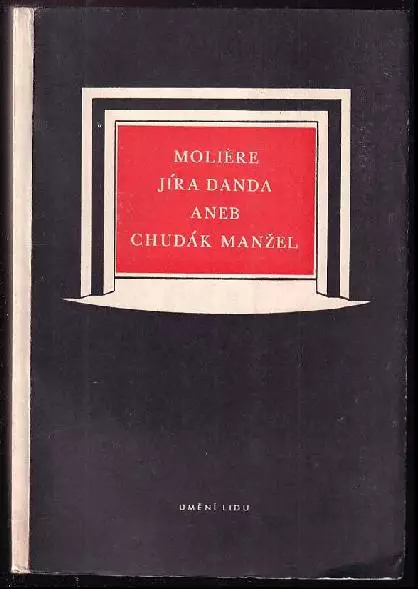 MOLIÈRE
JÍRA DANDA
ANEB
CHUDÁK MANŽEL
UMĚNÍ LIDU